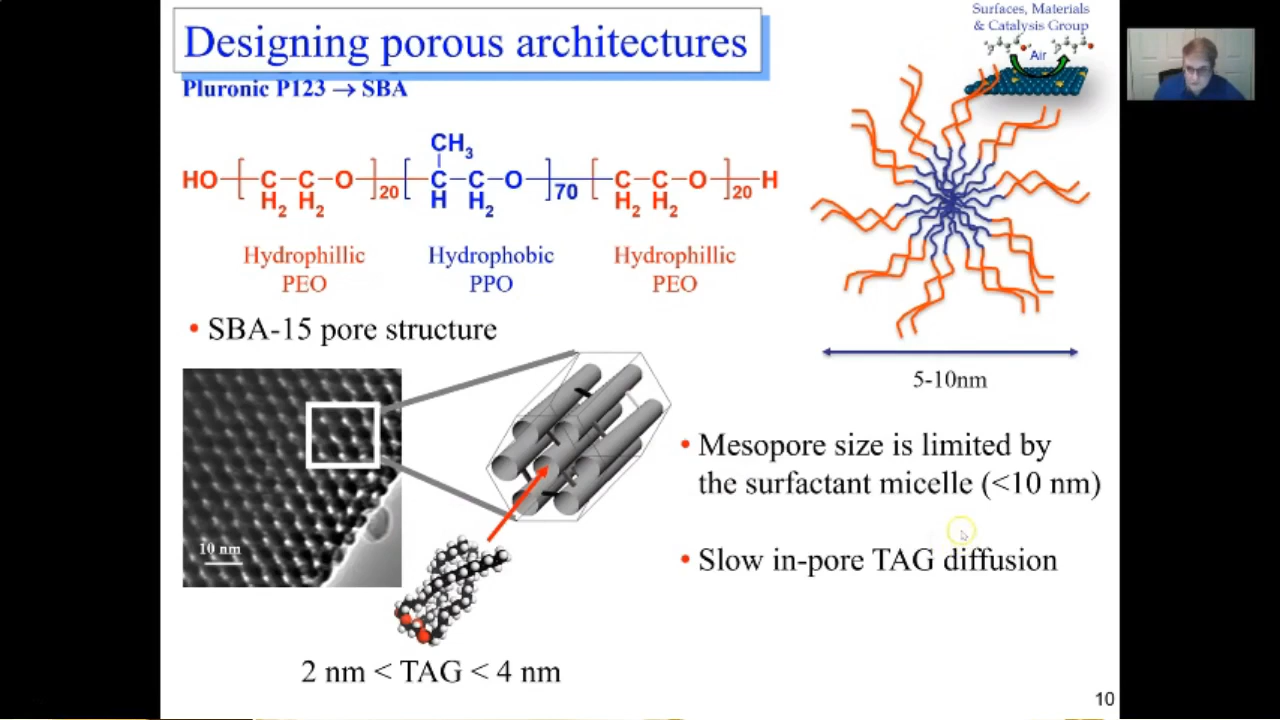 Designing porous architectures
Surfaces, Materials
& Catalysis Group
Air
Pluronic P123 → SBA
CH3
HO [ C C O ]20 [ C C O ]70 [ C C O ]20 H
H2 H2 H H2 H2 H2
Hydrophillic Hydrophobic Hydrophillic
PEO PPO PEO
• SBA-15 pore structure
5-10nm
10 nm
• Mesopore size is limited by
the surfactant micelle (<10 nm)
• Slow in-pore TAG diffusion
2 nm < TAG < 4 nm
10